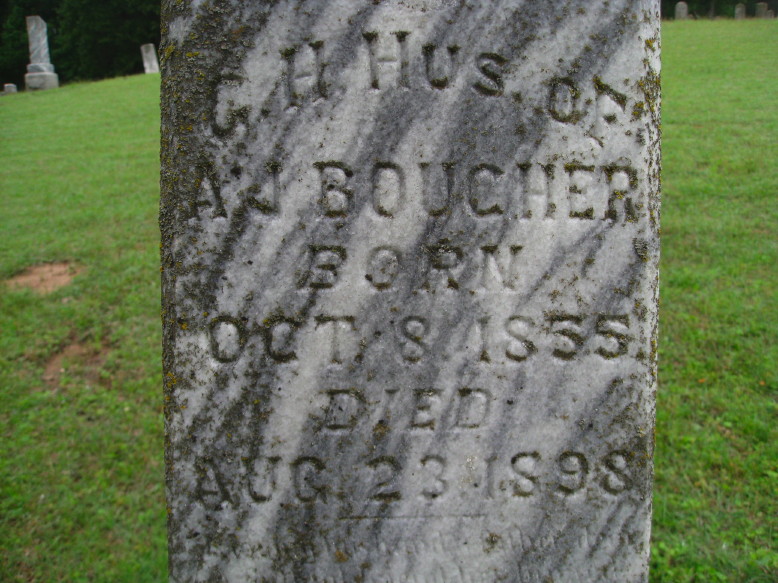 G. H. HUS. OF
A. J. BOUCHER
BORN
OCT. 8, 1855.
DIED
AUG. 23, 1898